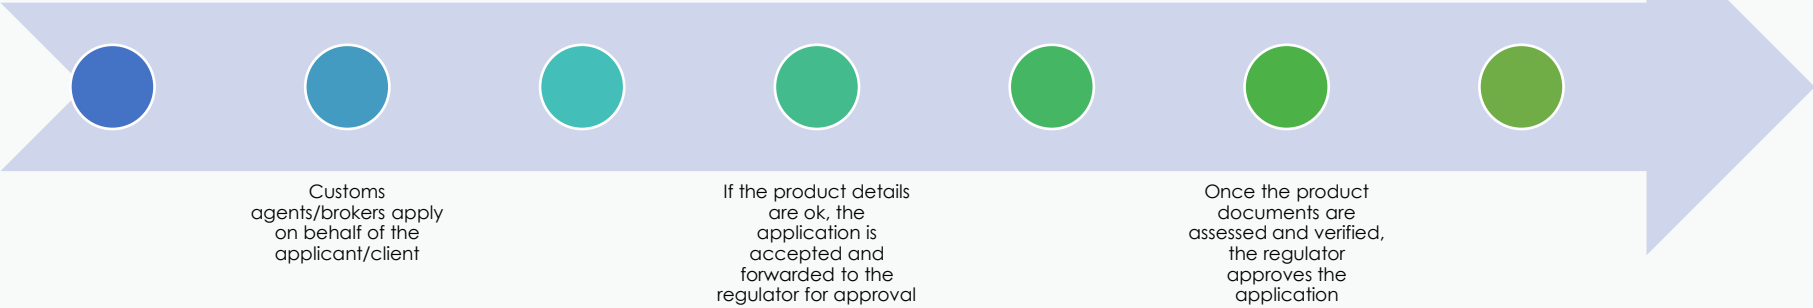 Customs
agents/brokers apply
on behalf of the
applicant/client
If the product details
are ok, the
application is
accepted and
forwarded to the
regulator for approval
Once the product
documents are
assessed and verified,
the regulator
approves the
application